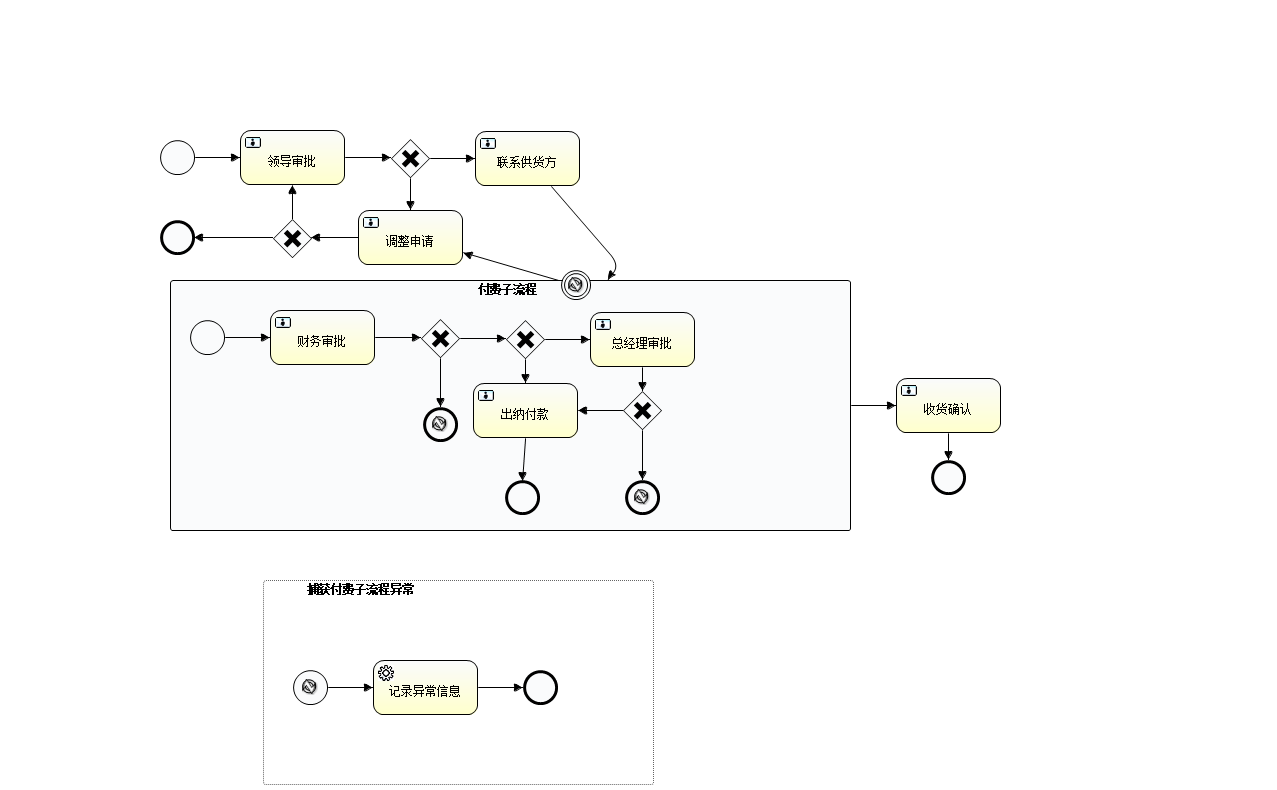 领导审批
联系供货方
调整申请
付费子流程
财务审批
总经理审批
出纳付款
收货确认
捕获付费子流程异常
记录异常信息